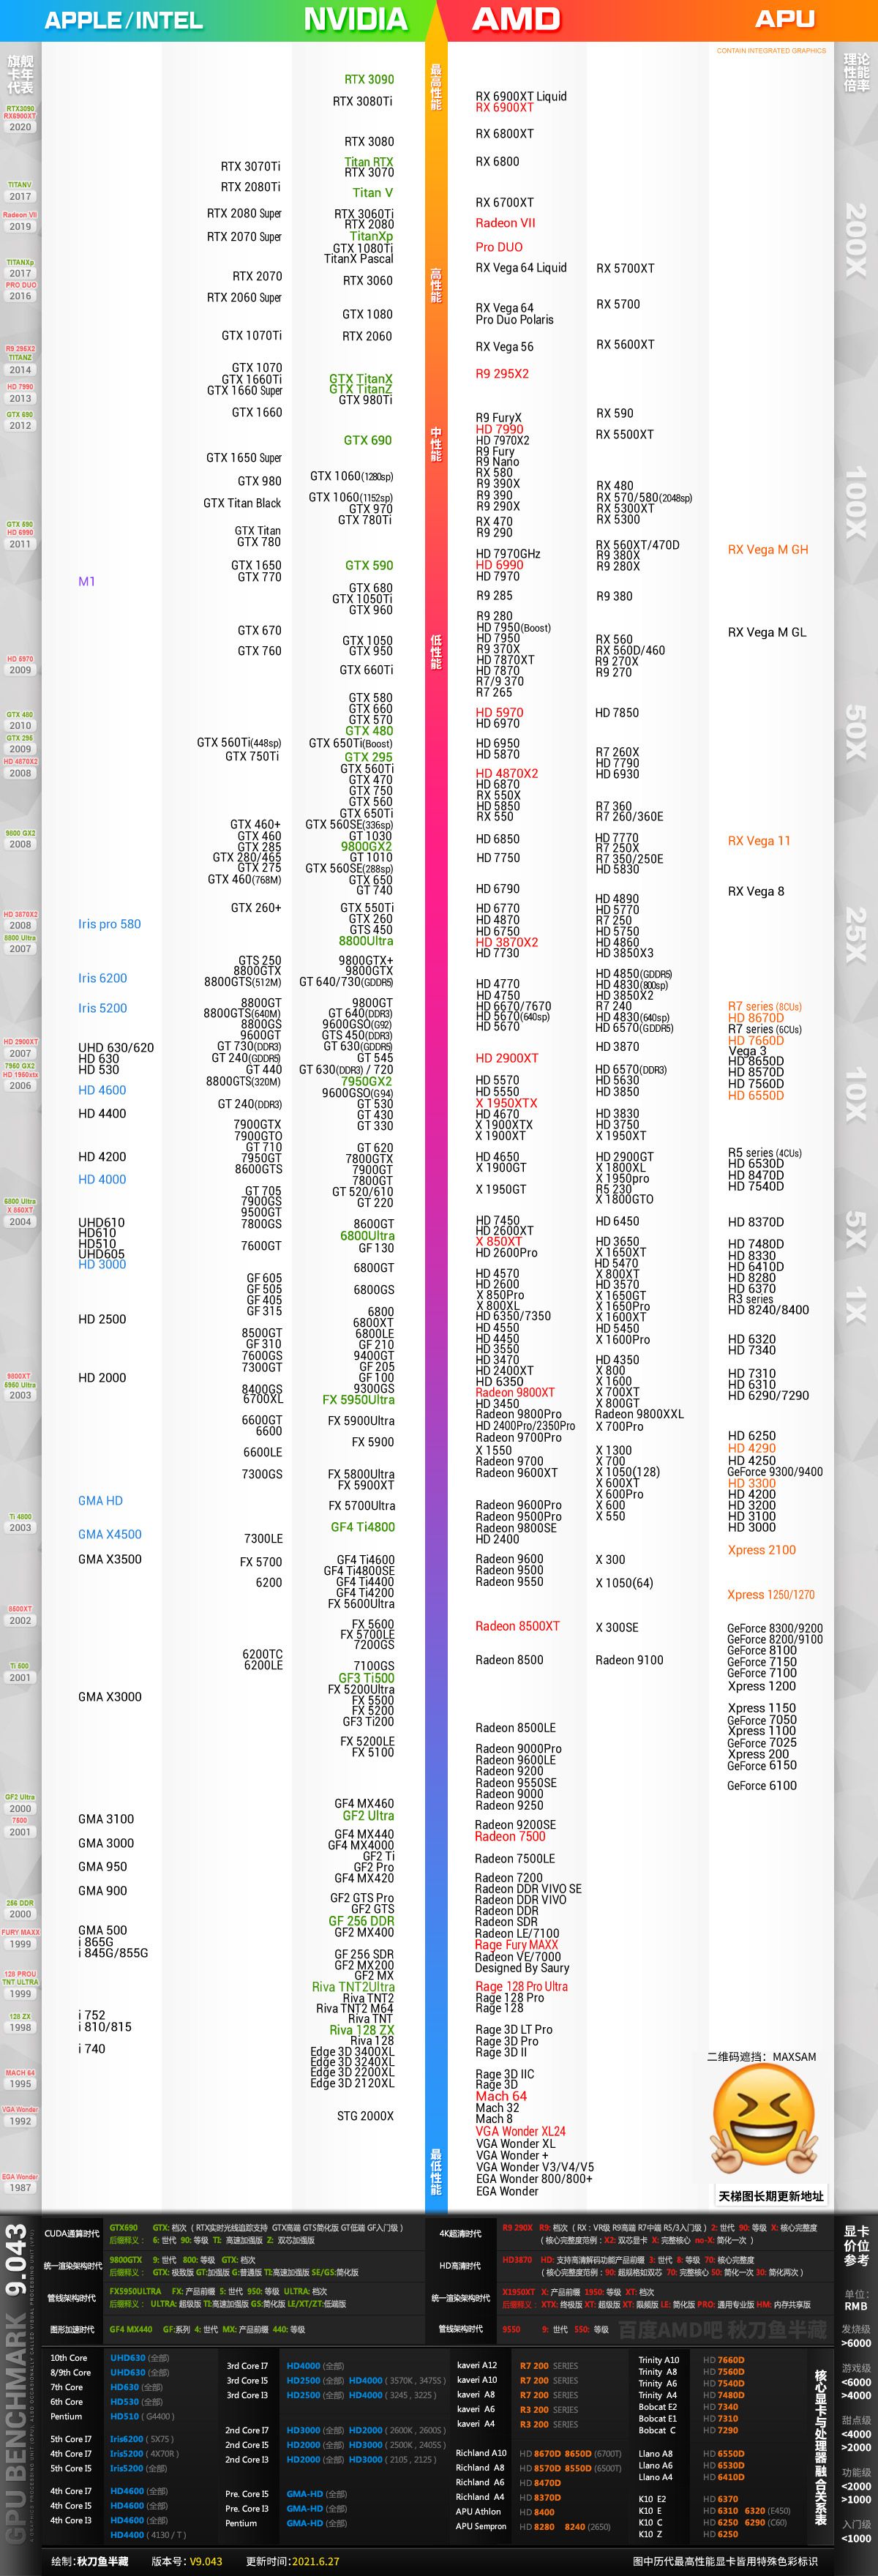 APPLE/INTEL
NVIDIA
AMD
APU
CONTAIN INTEGRATED GRAPHICS
旗舰卡年代表
RTX3090
RX6900XT
2020
TITANV
2017
Radeon VII
2019
TITANXp
2017
PRO DUO
2016
R9 295X2
TITANZ
2014
HD 7990
2013
GTX 690
2012
GTX 590
HD 6990
2011
HD 5970
2009
GTX 480
2010
GTX 295
2009
HD 4870X2
2008
9800 GX2
2008
HD 3870X2
2008
8800 Ultra
2007
HD 2900XT
2007
7950 GX2
HD 1950xtx
2006
6800 Ultra
X 850XT
2004
9800XT
5950 Ultra
2003
Ti 4800
2003
8500XT
2002
Ti 500
2001
GF2 Ultra
2000
7500
2001
256 DDR
2000
FURY MAXX
1999
128 PROU
TNT ULTRA
1999
128 ZX
1998
MACH 64
1995
VGA Wonder
1992
EGA Wonder
1987
M1
Iris pro 580
Iris 6200
Iris 5200
UHD 630/620
HD 630
HD 530
HD 4600
HD 4400
HD 4200
HD 4000
UHD610
HD610
HD510
UHD605
HD 3000
HD 2500
HD 2000
GMA HD
GMA X4500
GMA X3500
GMA X3000
GMA 3100
GMA 3000
GMA 950
GMA 900
GMA 500
i 865G
i 845G/855G
i 752
i 810/815
i 740
RTX 3070Ti
RTX 2080Ti
RTX 2080 Super
RTX 2070 Super
RTX 2070
RTX 2060 Super
GTX 1070Ti
GTX 1070
GTX 1660Ti
GTX 1660 Super
GTX 1660
GTX 1650 Super
GTX 980
GTX Titan Black
GTX Titan
GTX 780
GTX 1650
GTX 770
GTX 670
GTX 760
GTX 560Ti(448sp)
GTX 750Ti
GTX 460+
GTX 460
GTX 285
GTX 280/465
GTX 275
GTX 460(768M)
GTX 260+
GTS 250
8800GTX
8800GTS(512M)
8800GT
8800GTS(640M)
8800GS
9600GT
GT 730(DDR3)
GT 240(GDDR5)
GT 440
8800GTS(320M)
GT 240(DDR3)
7900GTX
7900GTO
GT 710
7950GT
8600GTS
GT 705
7900GS
9500GT
7800GS
7600GT
GF 605
GF 505
GF 405
GF 315
8500GT
GF 310
7600GS
7300GT
8400GS
6700XL
6600GT
6600
6600LE
7300GS
7300LE
FX 5700
6200
6200TC
6200LE
RTX 3090
RTX 3080Ti
RTX 3080
Titan RTX
RTX 3070
Titan V
RTX 3060Ti
RTX 2080
TitanXp
GTX 1080Ti
TitanX Pascal
RTX 3060
GTX 1080
RTX 2060
GTX TitanX
GTX TitanZ
GTX 980Ti
GTX 690
GTX 1060(1280sp)
GTX 1060(1152sp)
GTX 970
GTX 780Ti
GTX 590
GTX 680
GTX 1050Ti
GTX 960
GTX 1050
GTX 950
GTX 660Ti
GTX 580
GTX 660
GTX 570
GTX 480
GTX 650Ti(Boost)
GTX 295
GTX 560Ti
GTX 470
GTX 750
GTX 560
GTX 650Ti
GTX 560SE(336sp)
GT 1030
9800GX2
GT 1010
GTX 560SE(288sp)
GTX 650
GT 740
GTX 550Ti
GTX 260
GTS 450
8800Ultra
9800GTX+
9800GTX
GT 640/730(GDDR5)
9800GT
GT 640(DDR3)
9600GSO(G92)
GTS 450(DDR3)
GT 630(GDDR5)
GT 545
GT 630(DDR3) / 720
7950GX2
9600GSO(G94)
GT 530
GT 430
GT 330
GT 620
7800GTX
7900GT
7800GT
GT 520/610
GT 220
8600GT
6800Ultra
GF 130
6800GT
6800GS
6800
6800XT
6800LE
GF 210
9400GT
GF 205
GF 100
9300GS
FX 5950Ultra
FX 5900Ultra
FX 5900
FX 5800Ultra
FX 5900XT
FX 5700Ultra
GF4 Ti4800
GF4 Ti4600
GF4 Ti4800SE
GF4 Ti4400
GF4 Ti4200
FX 5600Ultra
FX 5600
FX 5700LE
7200GS
7100GS
GF3 Ti500
FX 5200Ultra
FX 5500
FX 5200
GF3 Ti200
FX 5200LE
FX 5100
GF4 MX460
GF2 Ultra
GF4 MX440
GF4 MX4000
GF2 Ti
GF2 Pro
GF4 MX420
GF2 GTS Pro
GF2 GTS
GF 256 DDR
GF2 MX400
GF 256 SDR
GF2 MX200
GF2 MX
Riva TNT2Ultra
Riva TNT2
Riva TNT2 M64
Riva TNT
Riva 128 ZX
Riva 128
Edge 3D 3400XL
Edge 3D 3240XL
Edge 3D 2200XL
Edge 3D 2120XL
STG 2000X
最高性能
高性能
中性能
低性能
最低性能
RX 6900XT Liquid
RX 6900XT
RX 6800XT
RX 6800
RX 6700XT
Radeon VII
Pro DUO
RX Vega 64 Liquid
RX Vega 64
Pro Duo Polaris
RX Vega 56
R9 295X2
R9 FuryX
HD 7990
HD 7970X2
R9 Fury
R9 Nano
RX 580
R9 390X
R9 390
R9 290X
RX 470
R9 290
HD 7970GHz
HD 6990
HD 7970
R9 285
R9 280
HD 7950(Boost)
HD 7950
R9 370X
HD 7870XT
HD 7870
R7/9 370
R7 265
HD 5970
HD 6970
HD 6950
HD 5870
HD 4870X2
HD 6870
RX 550X
HD 5850
RX 550
HD 6850
HD 7750
HD 6790
HD 6770
HD 4870
HD 6750
HD 3870X2
HD 7730
HD 4770
HD 4750
HD 6670/7670
HD 5670(640sp)
HD 5670
HD 2900XT
HD 5570
HD 5550
X 1950XTX
HD 4670
X 1900XTX
X 1900XT
HD 4650
X 1900GT
X 1950GT
HD 7450
HD 2600XT
X 850XT
HD 2600Pro
HD 4570
HD 2600
X 850Pro
X 800XL
HD 6350/7350
HD 4550
HD 4450
HD 3550
HD 3470
HD 2400XT
HD 6350
Radeon 9800XT
HD 3450
Radeon 9800Pro
HD 2400Pro/2350Pro
Radeon 9700Pro
X 1550
Radeon 9700
Radeon 9600XT
Radeon 9600Pro
Radeon 9500Pro
Radeon 9800SE
HD 2400
Radeon 9600
Radeon 9500
Radeon 9550
Radeon 8500XT
Radeon 8500
Radeon 8500LE
Radeon 9000Pro
Radeon 9600LE
Radeon 9200
Radeon 9550SE
Radeon 9000
Radeon 9250
Radeon 9200SE
Radeon 7500
Radeon 7500LE
Radeon 7200
Radeon DDR VIVO SE
Radeon DDR VIVO
Radeon DDR
Radeon SDR
Radeon LE/7100
Rage Fury MAXX
Radeon VE/7000
Designed By Saury
Rage 128 Pro Ultra
Rage 128 Pro
Rage 128
Rage 3D LT Pro
Rage 3D Pro
Rage 3D II
Rage 3D IIC
Rage 3D
Mach 64
Mach 32
Mach 8
VGA Wonder XL24
VGA Wonder XL
VGA Wonder +
VGA Wonder V3/V4/V5
EGA Wonder 800/800+
EGA Wonder
RX 5700XT
RX 5700
RX 5600XT
RX 590
RX 5500XT
RX 480
RX 570/580(2048sp)
RX 5300XT
RX 5300
RX 560XT/470D
R9 380X
R9 280X
R9 380
RX 560
RX 560D/460
R9 270X
R9 270
HD 7850
R7 260X
HD 7790
HD 6930
R7 360
R7 260/360E
HD 7770
R7 250X
R7 350/250E
HD 5830
HD 4890
HD 5770
R7 250
HD 5750
HD 4860
HD 3850X3
HD 4850(GDDR5)
HD 4830(800sp)
HD 3850X2
R7 240
HD 4830(640sp)
HD 6570(GDDR5)
HD 3870
HD 6570(DDR3)
HD 5630
HD 3850
HD 3830
HD 3750
X 1950XT
HD 2900GT
X 1800XL
X 1950pro
R5 230
X 1800GTO
HD 6450
HD 3650
X 1650XT
HD 5470
X 800XT
HD 3570
X 1650GT
X 1650Pro
X 1600XT
HD 5450
X 1600Pro
HD 4350
X 800
X 1600
X 700XT
X 800GT
Radeon 9800XXL
X 700Pro
X 1300
X 700
X 1050(128)
X 600XT
X 600Pro
X 600
X 550
X 300
X 1050(64)
X 300SE
Radeon 9100
RX Vega M GH
RX Vega M GL
RX Vega 11
RX Vega 8
R7 series (8CUs)
HD 8670D
R7 series (6CUs)
HD 7660D
Vega 3
HD 8650D
HD 8570D
HD 7560D
HD 6550D
R5 series (4CUs)
HD 6530D
HD 8470D
HD 7540D
HD 8370D
HD 7480D
HD 8330
HD 6410D
HD 8280
HD 6370
R3 series
HD 8240/8400
HD 6320
HD 7340
HD 7310
HD 6310
HD 6290/7290
HD 6250
HD 4290
HD 4250
GeForce 9300/9400
HD 3300
HD 4200
HD 3200
HD 3100
HD 3000
Xpress 2100
Xpress 1250/1270
GeForce 8300/9200
GeForce 8200/9100
GeForce 8100
GeForce 7150
GeForce 7100
Xpress 1200
Xpress 1150
GeForce 7050
Xpress 1100
GeForce 7025
Xpress 200
GeForce 6150
GeForce 6100
理论性能倍率
200X
100X
50X
25X
10X
5X
1X
二维码遮挡：MAXSAM
天梯图长期更新地址
GPU BENCHMARK 9.043
CUDA通算时代
GTX690 GTX: 档次 ( RTX实时光线追踪支持 GTX高端 GTS简化版 GT低端 GF入门级 )
后缀释义： 6: 世代 90: 等级 TI: 高速加强版 Z: 双芯加强版
统一渲染架构时代
9800GTX 9: 世代 800: 等级 GTX: 档次
后缀释义： GTX: 极致版 GT:加强版 G:普通版 TI:高速加强版 SE/GS:简化版
管线架构时代
FX5950ULTRA FX: 产品前缀 5: 世代 950: 等级 ULTRA: 档次
后缀释义： ULTRA: 超级版 TI:高速加强版 GS:简化版 LE/XT/ZT:低端版
图形加速时代
GF4 MX440 GF:系列 4: 世代 MX: 产品前缀 440: 等级
4K超清时代
R9 290X R9: 档次 ( RX：VR级 R9高端 R7中端 R5/3入门级 ) 2: 世代 90: 等级 X: 核心完整度
( 核心完整度范例：X2: 双芯显卡 X: 完整核心 no-X: 简化一次 )
HD高清时代
HD3870 HD: 支持高清解码功能产品前缀 3: 世代 8: 等级 70: 核心完整度
( 核心完整度范例：90: 超规格双芯 70: 完整核心 50: 简化一次 30: 简化两次 )
统一渲染架构时代
X1950XT X: 产品前缀 1950: 等级 XT: 档次
后缀释义：XTX: 终极版 XT: 超级版 XT: 限频版 LE: 简化版 PRO: 通用专业版 HM: 内存共享版
管线架构时代
9550 9: 世代 550: 等级
百度AMD吧 秋刀鱼半藏
显卡价位参考
单位:
RMB
发烧级
>6000
游戏级
<6000
>4000
甜点级
<4000
>2000
功能级
<2000
>1000
入门级
<1000
10th Core UHD630 (全部)
8/9th Core UHD630 (全部)
7th Core HD630 (全部)
6th Core HD530 (全部)
Pentium HD510 ( G4400 )
5th Core I7 Iris6200 ( 5X75 )
4th Core I7 Iris5200 ( 4X70R )
5th Core I5 Iris5200 (全部)
4th Core I7 HD4600 (全部)
4th Core I5 HD4600 (全部)
4th Core I3 HD4600 (全部)
HD4400 ( 4130 / T )
3rd Core I7 HD4000 (全部)
3rd Core I5 HD2500 (全部) HD4000 ( 3570K , 3475S )
3rd Core I3 HD2500 (全部) HD4000 ( 3245 , 3225 )
2nd Core I7 HD3000 (全部) HD2000 ( 2600K , 2600S )
2nd Core I5 HD2000 (全部) HD3000 ( 2500K , 2405S )
2nd Core I3 HD2000 (全部) HD3000 ( 2105 , 2125 )
Pre. Core I5 GMA-HD (全部)
Pre. Core I3 GMA-HD (全部)
Pentium GMA-HD (全部)
kaveri A12 R7 200 SERIES
kaveri A10 R7 200 SERIES
kaveri A8 R7 200 SERIES
kaveri A6 R3 200 SERIES
kaveri A4 R3 200 SERIES
Richland A10 HD 8670D 8650D (6700T)
Richland A8 HD 8570D 8550D (6500T)
Richland A6 HD 8470D
Richland A4 HD 8370D
APU Athlon HD 8400
APU Sempron HD 8280 8240 (2650)
Trinity A10 HD 7660D
Trinity A8 HD 7560D
Trinity A6 HD 7540D
Trinity A4 HD 7480D
Bobcat E2 HD 7340
Bobcat E1 HD 7310
Bobcat C HD 7290
Llano A8 HD 6550D
Llano A6 HD 6530D
Llano A4 HD 6410D
K10 E2 HD 6370
K10 E HD 6310 6320 (E450)
K10 C HD 6250 6290 (C60)
K10 Z HD 6250
核心显卡与处理器融合关系表
绘制: 秋刀鱼半藏 版本号: V9.043 更新时间:2021.6.27 图中历代最高性能显卡皆用特殊色彩标识